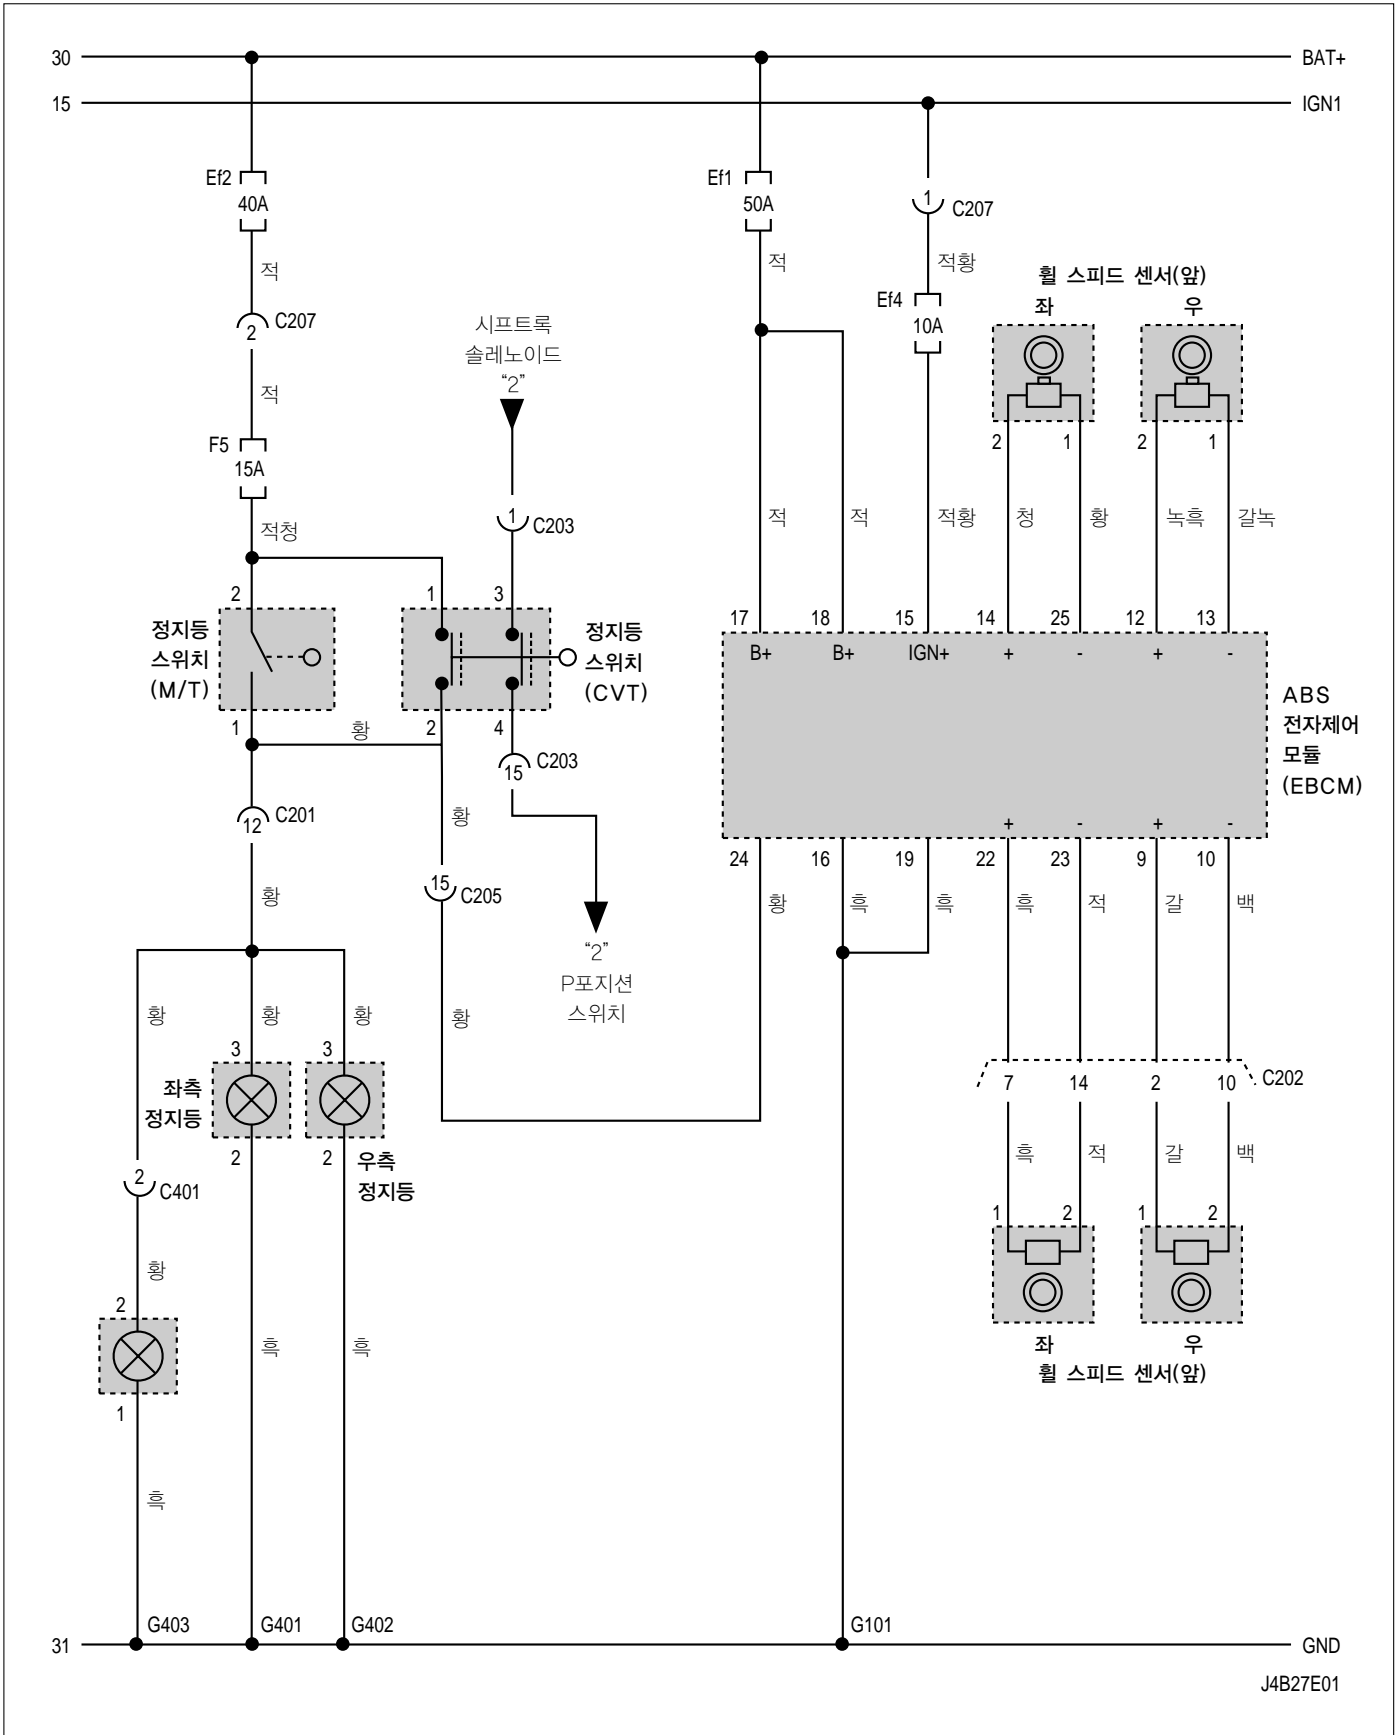 30 BAT+
15 IGN1
Ef2
40A
Ef1
50A
1 C207
적
적
적황
휠 스피드 센서(앞)
좌 우
Ef4
10A
2 C207
시프트록
솔레노이드
“2”
적
F5
15A
2 1 2 1
적청
1 C203
적 적 적황 청 황 녹흑 갈녹
2 1 3
17 18 15 14 25 12 13
정지등
스위치
(M/T)
정지등
스위치
(CVT)
B+ B+ IGN+ + - + -
ABS
전자제어
모듈
(EBCM)
1 황 2 4
15 C203
12 C201
황
+ - + -
24 16 19 22 23 9 10
황
15 C205
황 흑 흑 흑 적 갈 백
“2”
P포지션
스위치
황 황 황 황
3 3
좌측
정지등
7 14 2 10 C202
2 2
우측
정지등
흑 적 갈 백
2 C401
1 2 1 2
황
2
흑 흑
좌 우
휠 스피드 센서(앞)
1
흑
G403 G401 G402 G101
31 GND
J4B27E01